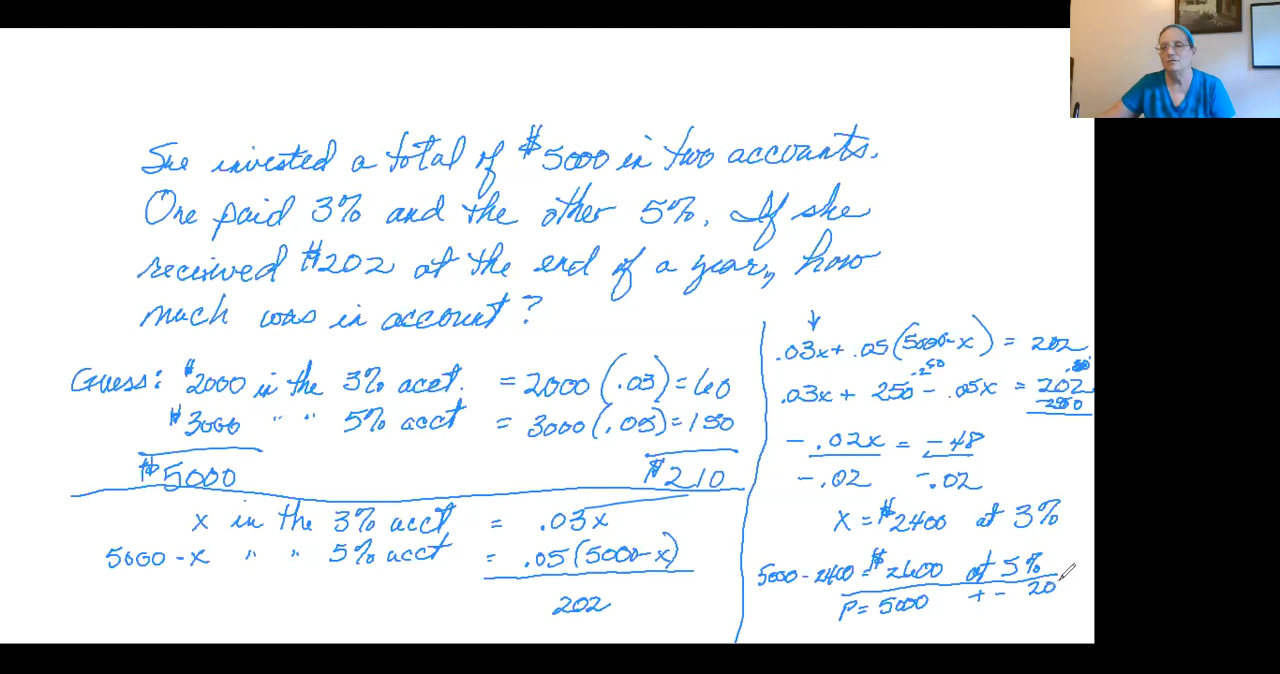 She invested a total of $5000 in two accounts.
One paid 3% and the other 5%. If she
received $202 at the end of a year, how
much was in account?
Guess: $2000 in the 3% acct. = 2000 (.03) = 60
$3000 " " 5% acct = 3000 (.05) = 150
$5000 $210
x in the 3% acct = .03x
5000-x " " 5% acct = .05(5000-x)
202
↓
.03x + .05(5000-x) = 202
.03x + 250 - .05x = 202
-250 -250
- .02x = -48
-.02 -.02
x = $2400 at 3%
5000-2400 = $2600 at 5%
P = 5000 + - 20